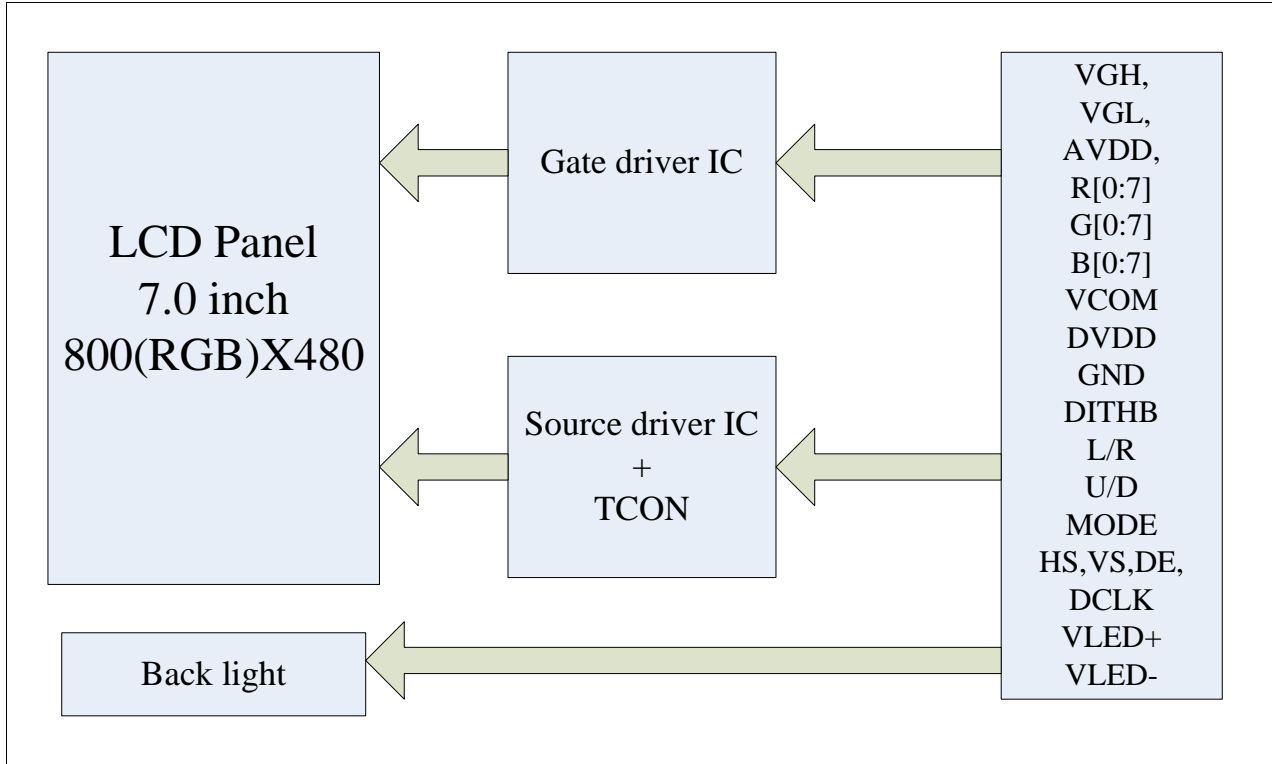 LCD Panel
7.0 inch
800(RGB)X480
Gate driver IC
Source driver IC
+
TCON
Back light
VGH,
VGL,
AVDD,
R[0:7]
G[0:7]
B[0:7]
VCOM
DVDD
GND
DITHB
L/R
U/D
MODE
HS,VS,DE,
DCLK
VLED+
VLED-